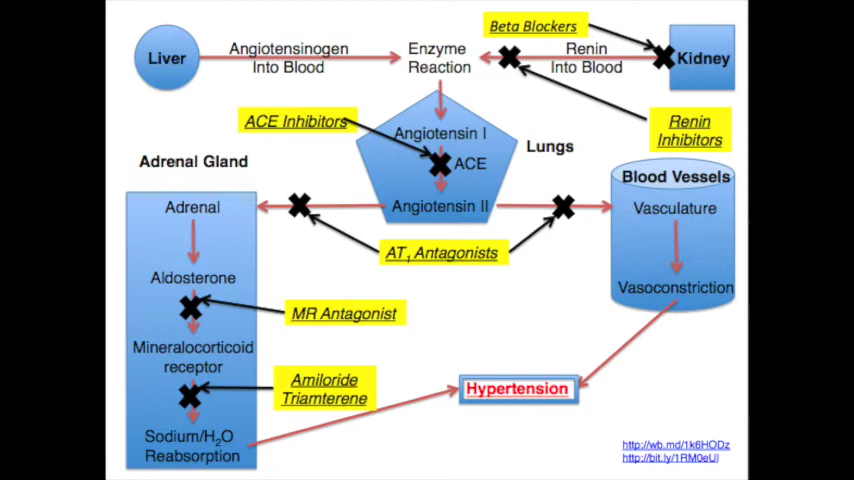 Beta Blockers
Liver
Angiotensinogen
Into Blood
Enzyme
Reaction
Renin
Into Blood
Kidney
ACE Inhibitors
Angiotensin I
Renin
Inhibitors
Lungs
Adrenal Gland
ACE
Blood Vessels
Adrenal
Angiotensin II
Vasculature
AT1 Antagonists
Aldosterone
Vasoconstriction
MR Antagonist
Mineralocorticoid
receptor
Amiloride
Triamterene
Hypertension
Sodium/H2O
Reabsorption
http://wb.md/1k6HODz
http://bit.ly/1RM0eUl